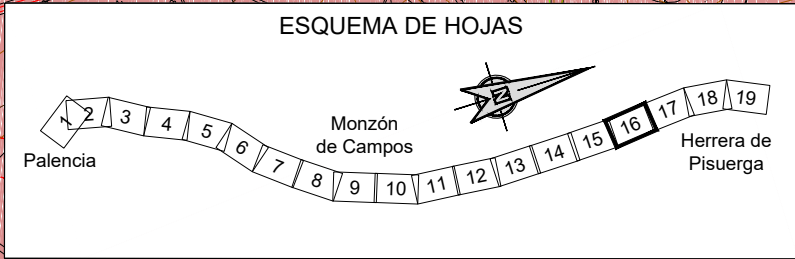 ESQUEMA DE HOJAS
1 2 3 4 5 6 7 8 9 10 11 12 13 14 15 16 17 18 19
N
Palencia
Monzón
de Campos
Herrera de
Pisuerga